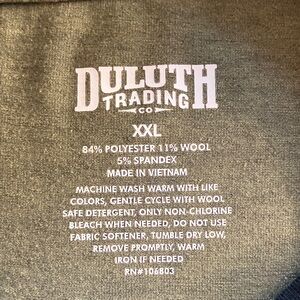 DULUTH
TRADING
CO
XXL
84% POLYESTER 11% WOOL
5% SPANDEX
MADE IN VIETNAM
MACHINE WASH WARM WITH LIKE
COLORS, GENTLE CYCLE WITH WOOL
SAFE DETERGENT, ONLY NON-CHLORINE
BLEACH WHEN NEEDED, DO NOT USE
FABRIC SOFTENER, TUMBLE DRY LOW,
REMOVE PROMPTLY, WARM
IRON IF NEEDED
RN#106803